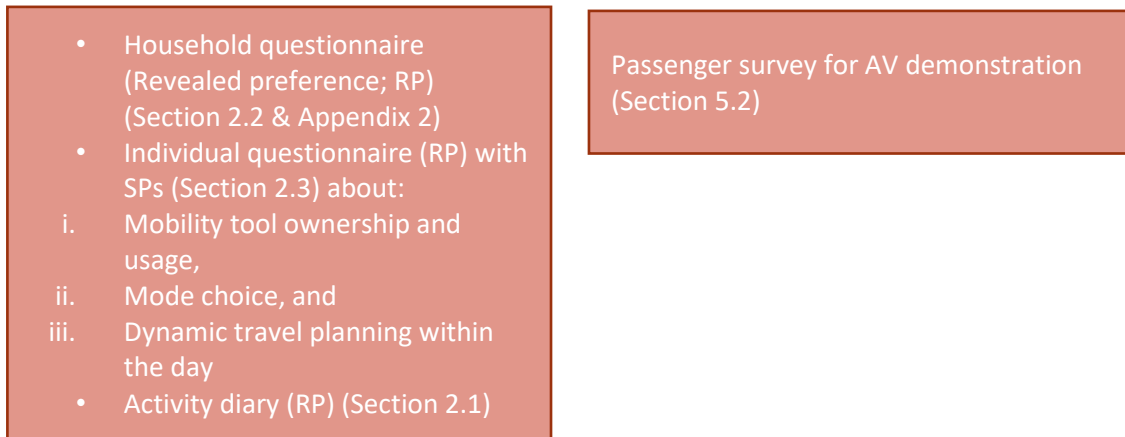 • Household questionnaire
(Revealed preference; RP)
(Section 2.2 & Appendix 2)
• Individual questionnaire (RP) with
SPs (Section 2.3) about:
i. Mobility tool ownership and
usage,
ii. Mode choice, and
iii. Dynamic travel planning within
the day
• Activity diary (RP) (Section 2.1)
Passenger survey for AV demonstration
(Section 5.2)